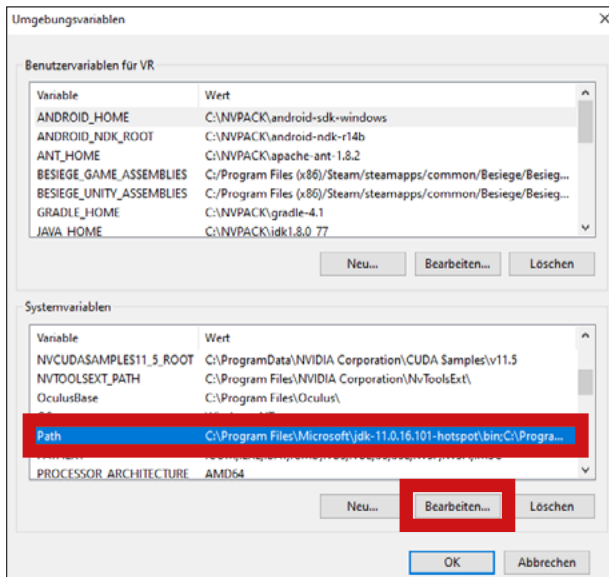 Umgebungsvariablen
Benutzervariablen für VR
Variable Wert
ANDROID_HOME C:\NVPACK\android-sdk-windows
ANDROID_NDK_ROOT C:\NVPACK\android-ndk-r14b
ANT_HOME C:\NVPACK\apache-ant-1.8.2
BESIEGE_GAME_ASSEMBLIES C:/Program Files (x86)/Steam/steamapps/common/Besiege/Besieg...
BESIEGE_UNITY_ASSEMBLIES C:/Program Files (x86)/Steam/steamapps/common/Besiege/Besieg...
GRADLE_HOME C:\NVPACK\gradle-4.1
JAVA_HOME C:\NVPACK\jdk1.8.0_77
Neu... Bearbeiten... Löschen
Systemvariablen
Variable Wert
NVCUDASAMPLES11_5_ROOT C:\ProgramData\NVIDIA Corporation\CUDA Samples\v11.5
NVTOOLSEXT_PATH C:\Program Files\NVIDIA Corporation\NvToolsExt\
OculusBase C:\Program Files\Oculus\
Path C:\Program Files\Microsoft\jdk-11.0.16.101-hotspot\bin;C:\Progra...
PROCESSOR_ARCHITECTURE AMD64
Neu... Bearbeiten... Löschen
OK Abbrechen